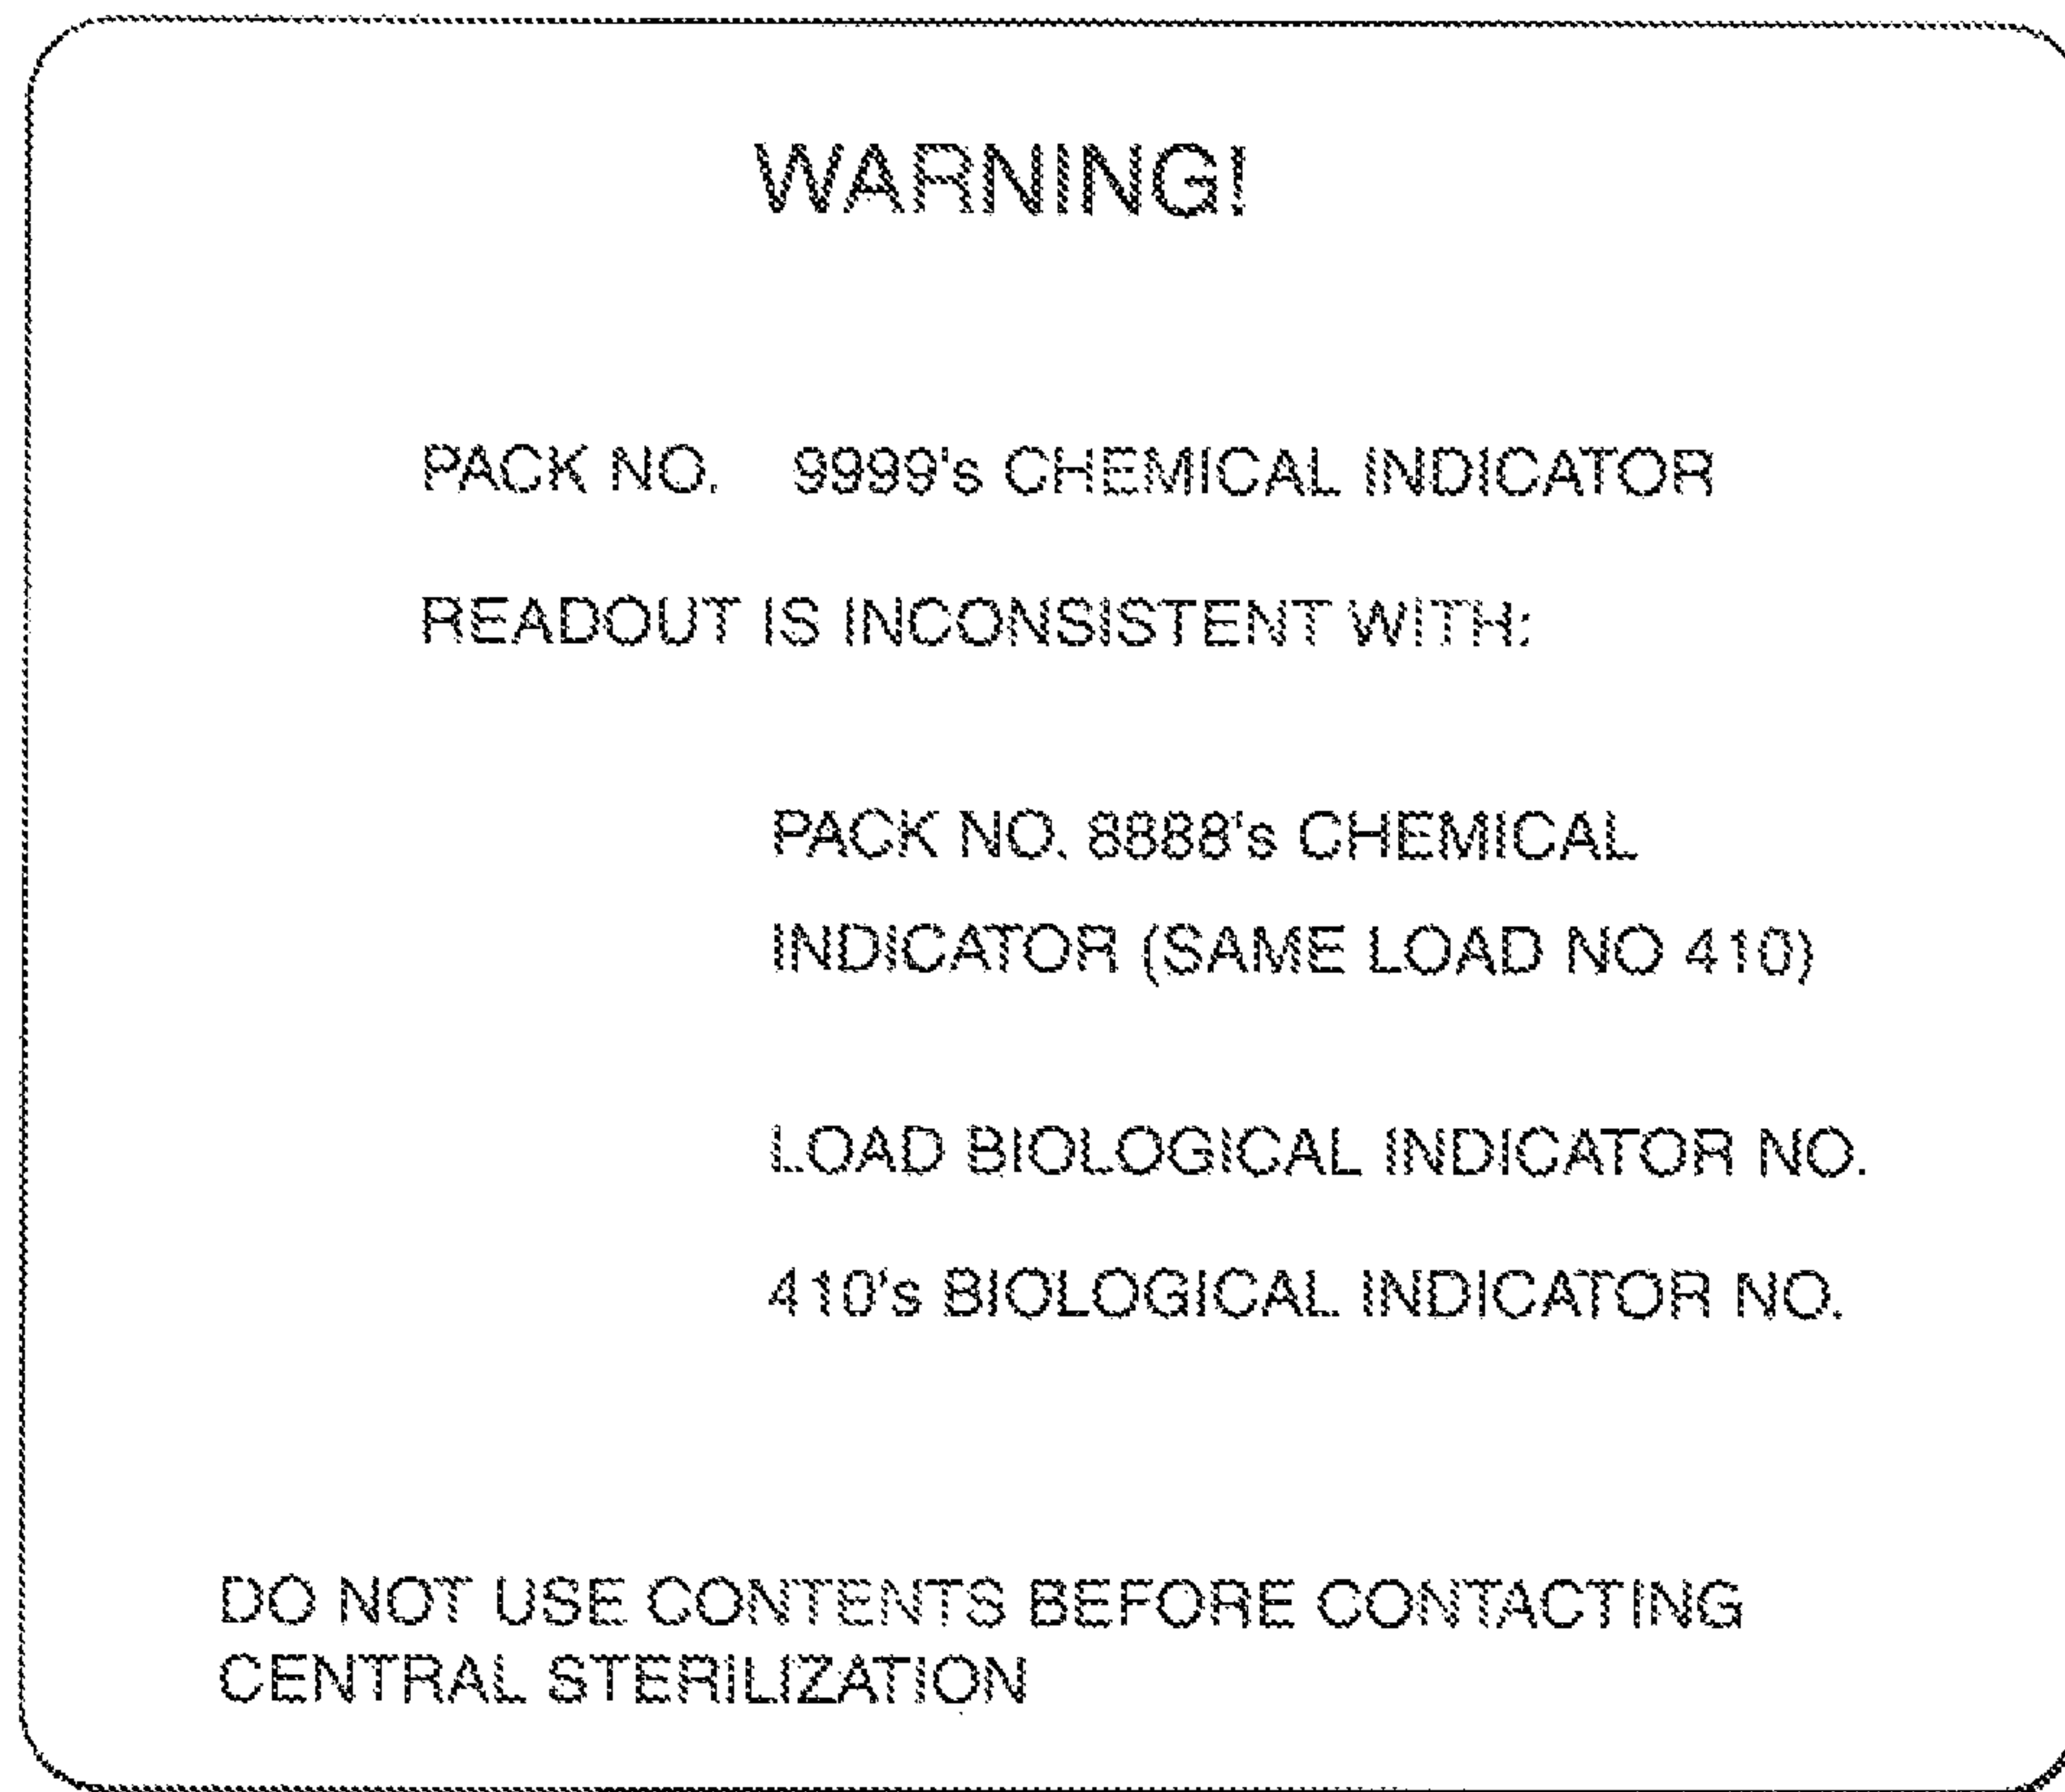 WARNING!
PACK NO. 9999's CHEMICAL INDICATOR
READOUT IS INCONSISTENT WITH:
PACK NO. 8888's CHEMICAL
INDICATOR (SAME LOAD NO 410)
LOAD BIOLOGICAL INDICATOR NO.
410's BIOLOGICAL INDICATOR NO.
DO NOT USE CONTENTS BEFORE CONTACTING
CENTRAL STERILIZATION